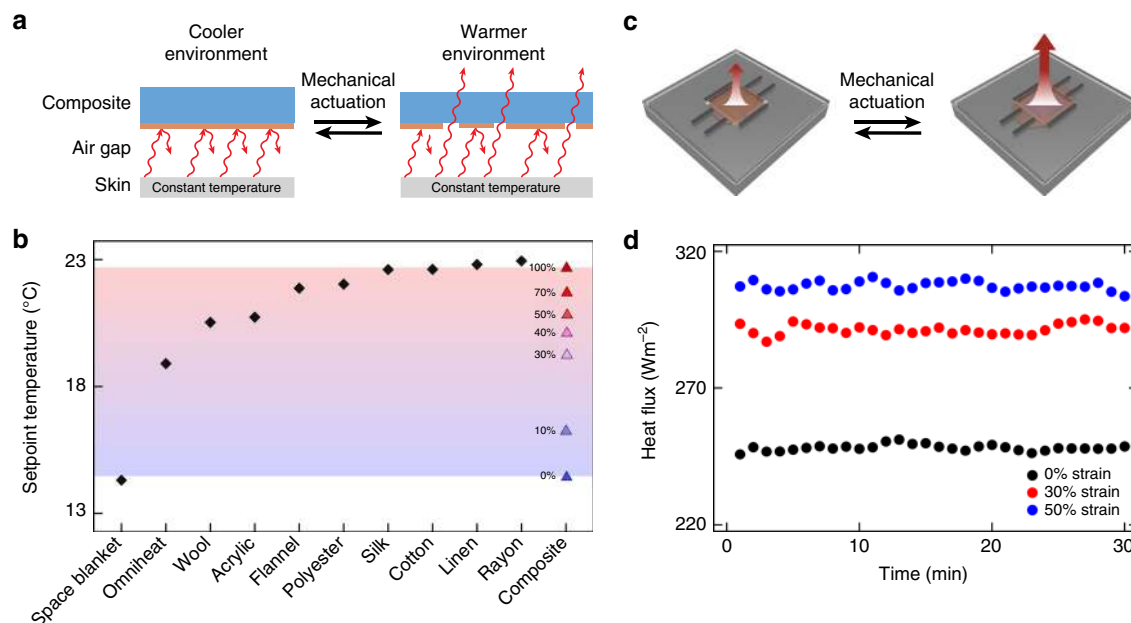 a
Cooler
environment
Warmer
environment
Mechanical
actuation
Composite
Air gap
Skin
Constant temperature
Constant temperature
c
Mechanical
actuation
b
Setpoint temperature (°C)
23
18
13
100%
70%
50%
40%
30%
10%
0%
Space blanket
Omniheat
Wool
Acrylic
Flannel
Polyester
Silk
Cotton
Linen
Rayon
Composite
d
Heat flux (Wm⁻²)
320
270
220
0% strain
30% strain
50% strain
0
10
20
30
Time (min)